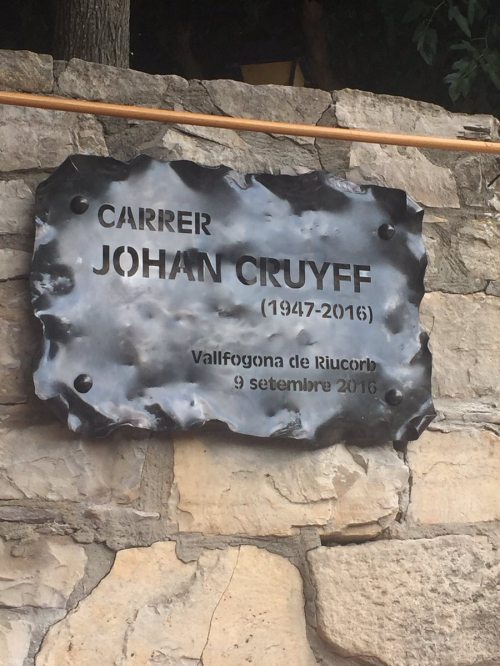 CARRER
JOHAN CRUYFF
(1947-2016)
Vallfogona de Riucorb
9 setembre 2016